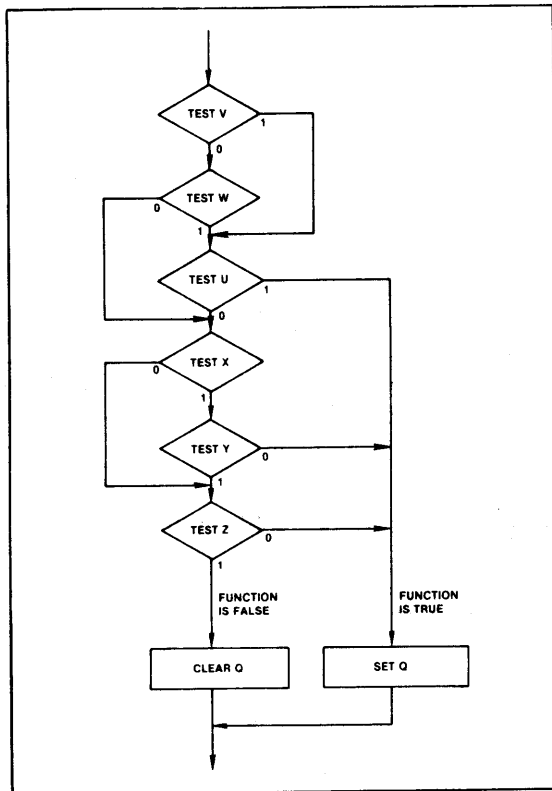 TEST V
1
0
TEST W
0
1
TEST U
1
0
TEST X
0
1
TEST Y
0
1
TEST Z
0
1
FUNCTION
IS FALSE
FUNCTION
IS TRUE
CLEAR Q
SET Q